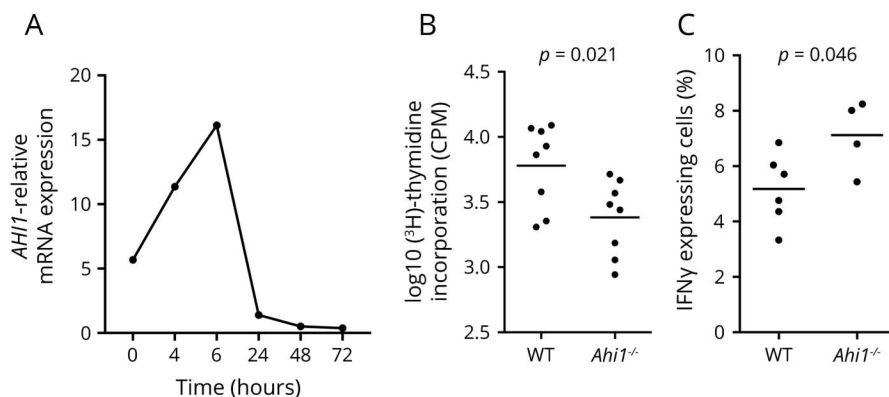 A
AHI1-relative
mRNA expression
20
15
10
5
0
0 4 6 24 48 72
Time (hours)
B
p = 0.021
log10 (³H)-thymidine
incorporation (CPM)
4.5
4.0
3.5
3.0
2.5
WT Ahi1⁻/⁻
C
p = 0.046
IFNγ expressing cells (%)
10
8
6
4
2
0
WT Ahi1⁻/⁻